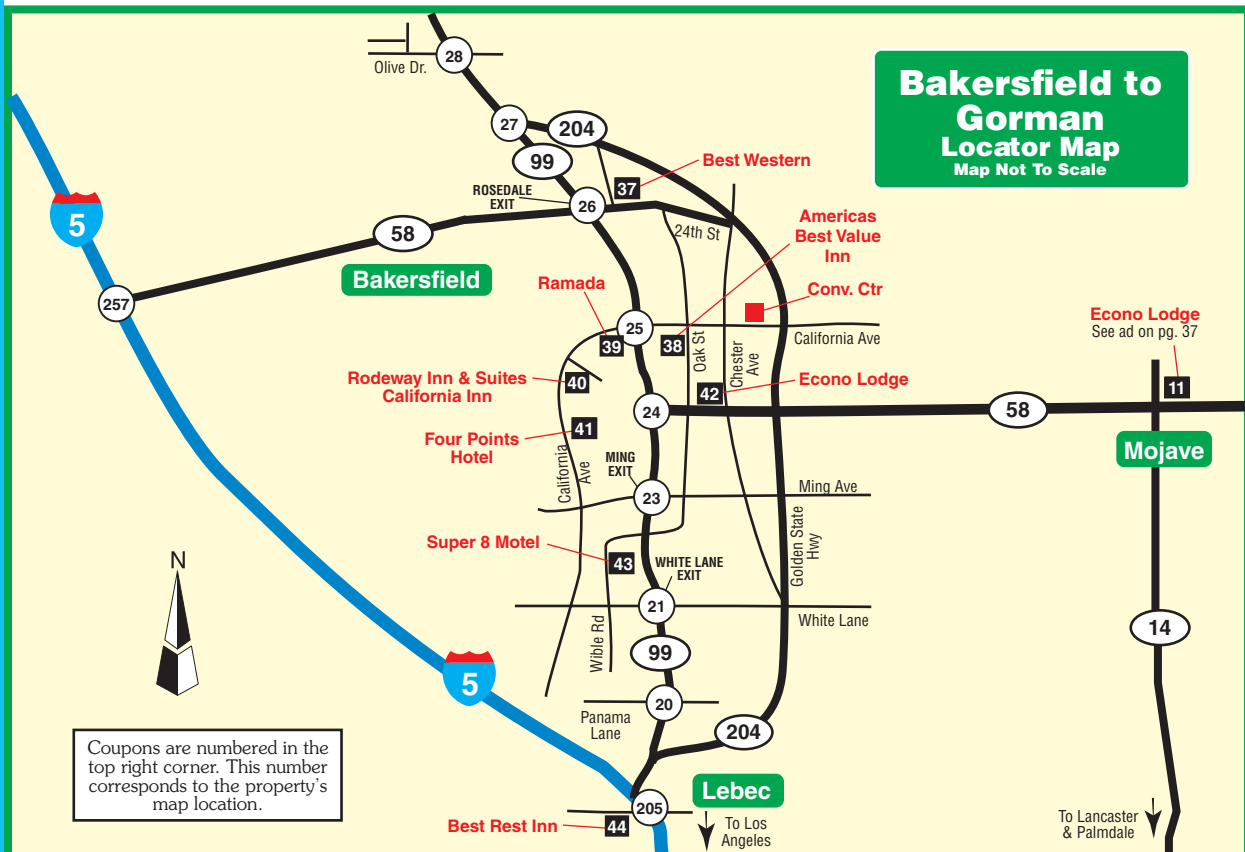 Bakersfield to
Gorman
Locator Map
Map Not To Scale
28
Olive Dr.
27
204
99
Best Western
37
ROSEDALE
EXIT
26
5
58
24th St
Americas
Best Value
Inn
Bakersfield
Ramada
Conv. Ctr
257
25
39
38
Oak St
Chester
Ave
California Ave
Econo Lodge
See ad on pg. 37
11
Rodeway Inn & Suites
California Inn
40
42
Econo Lodge
24
58
Four Points
Hotel
41
California
Ave
MING
EXIT
Mojave
23
Ming Ave
Golden State
Hwy
Super 8 Motel
43
WHITE LANE
EXIT
N
21
White Lane
Wible Rd
14
99
5
20
Panama
Lane
204
Coupons are numbered in the
top right corner. This number
corresponds to the property's
map location.
Lebec
205
Best Rest Inn
44
To Los
Angeles
To Lancaster
& Palmdale